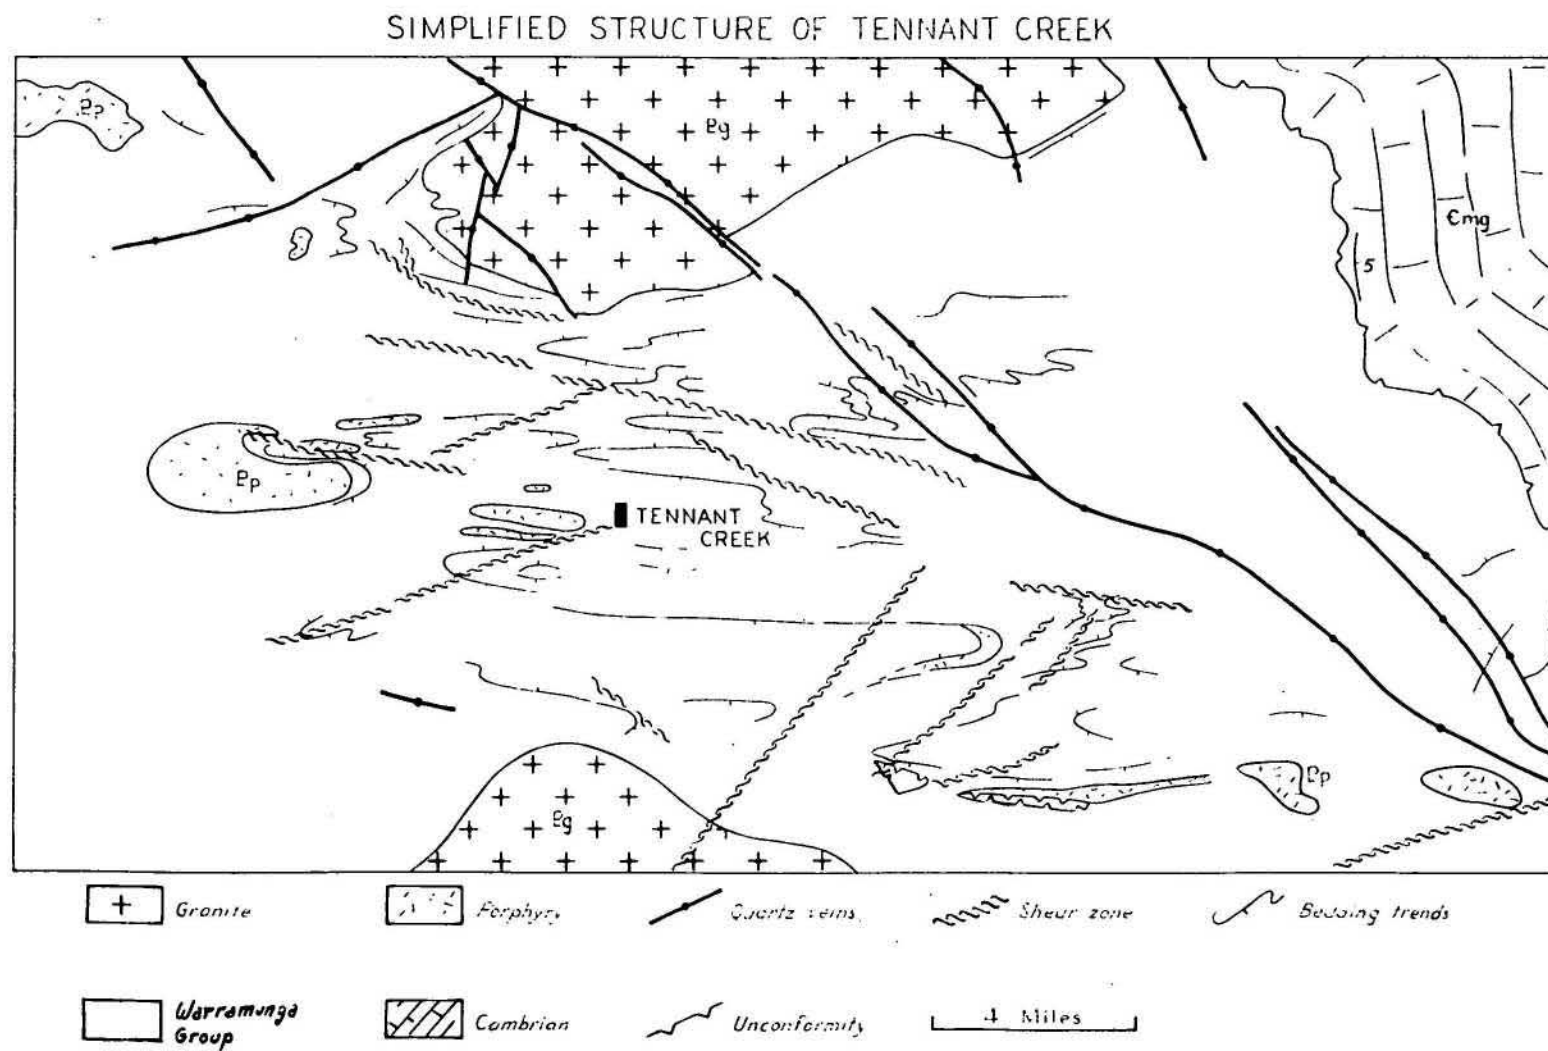 SIMPLIFIED STRUCTURE OF TENNANT CREEK
Pp
Pg
Єmg
5
Pp
TENNANT
CREEK
Pp
Pg
Granite
Porphyry
Quartz veins
Shear zone
Bedding trends
Warramunga
Group
Cambrian
Unconformity
4 Miles